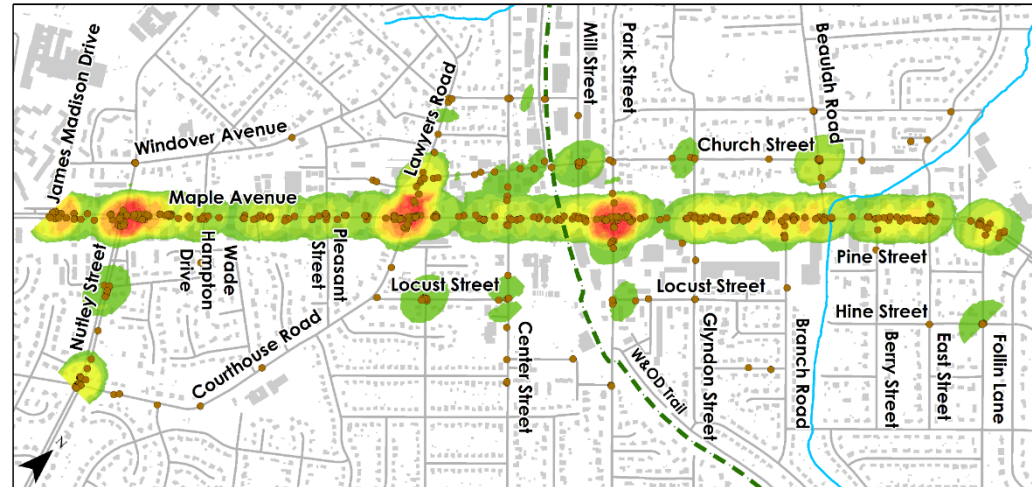 James Madison Drive
Windover Avenue
Maple Avenue
Lawyers Road
Mill Street
Park Street
Beaulah Road
Church Street
Nutley Street
Hampton
Drive
Wade
Pleasant
Street
Locust Street
Courthouse Road
Center Street
W&OD Trail
Locust Street
Glyndon Street
Branch Road
Pine Street
Hine Street
Berry Street
East Street
Follin Lane
N